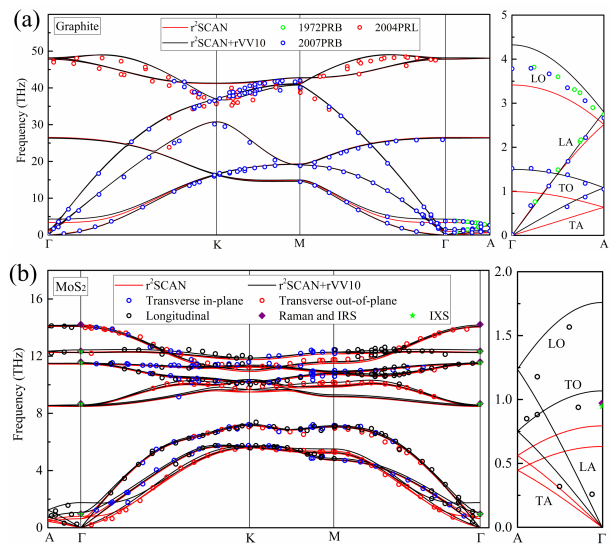 (a)
Graphite
r²SCAN 1972PRB 2004PRL
r²SCAN+rVV10 2007PRB
Frequency (THz)
50
40
30
20
10
0
Γ K M Γ A
5
4
3
2
1
0
LO
LA
TO
TA
Γ A
(b)
MoS₂
r²SCAN r²SCAN+rVV10
Transverse in-plane Transverse out-of-plane
Longitudinal Raman and IRS IXS
Frequency (THz)
16
12
8
4
0
A Γ K M Γ
2.0
1.5
1.0
0.5
0.0
LO
TO
LA
TA
A Γ